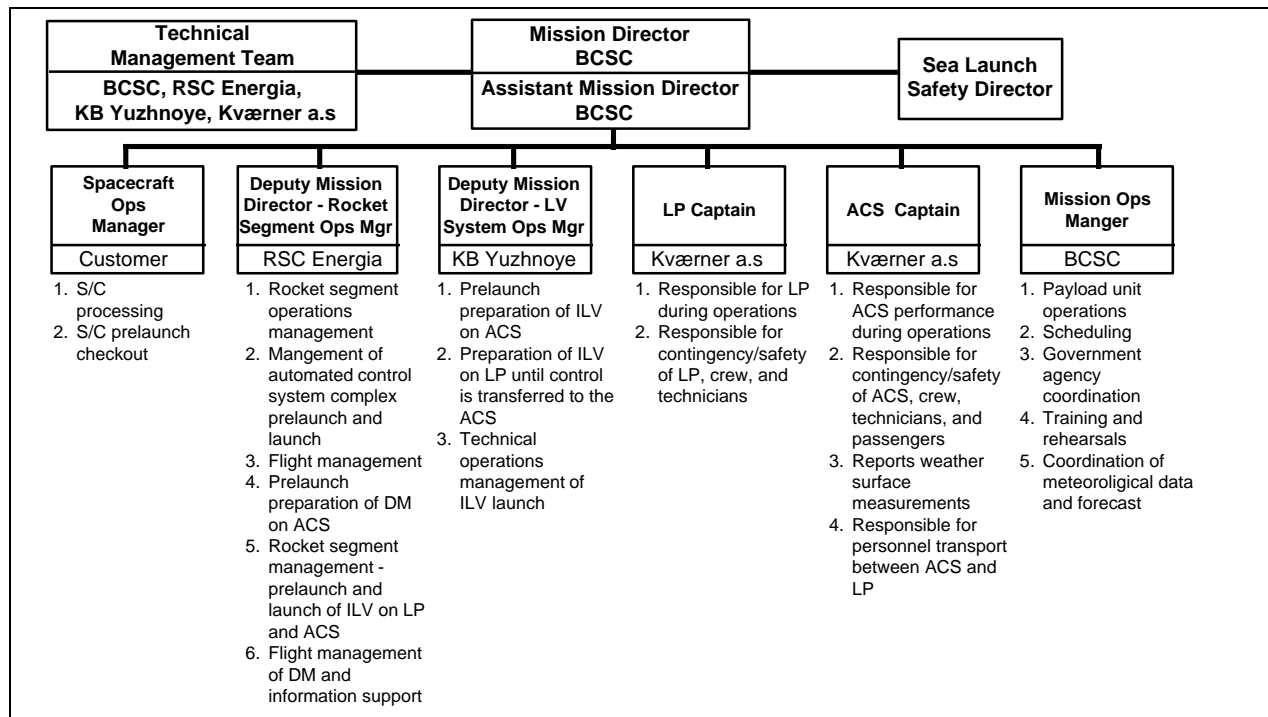 Technical
Management Team
BCSC, RSC Energia,
KB Yuzhnoye, Kværner a.s
Mission Director
BCSC
Assistant Mission Director
BCSC
Sea Launch
Safety Director
Spacecraft
Ops
Manager
Customer
1. S/C
processing
2. S/C prelaunch
checkout
Deputy Mission
Director - Rocket
Segment Ops Mgr
RSC Energia
1. Rocket segment
operations
management
2. Mangement of
automated control
system complex
prelaunch and
launch
3. Flight management
4. Prelaunch
preparation of DM
on ACS
5. Rocket segment
management -
prelaunch and
launch of ILV on LP
and ACS
6. Flight management
of DM and
information support
Deputy Mission
Director - LV
System Ops Mgr
KB Yuzhnoye
1. Prelaunch
preparation of ILV
on ACS
2. Preparation of ILV
on LP until control
is transferred to the
ACS
3. Technical
operations
management of
ILV launch
LP Captain
Kværner a.s
1. Responsible for LP
during operations
2. Responsible for
contingency/safety
of LP, crew, and
technicians
ACS Captain
Kværner a.s
1. Responsible for
ACS performance
during operations
2. Responsible for
contingency/safety
of ACS, crew,
technicians, and
passengers
3. Reports weather
surface
measurements
4. Responsible for
personnel transport
between ACS and
LP
Mission Ops
Manger
BCSC
1. Payload unit
operations
2. Scheduling
3. Government
agency
coordination
4. Training and
rehearsals
5. Coordination of
meteoroligical data
and forecast